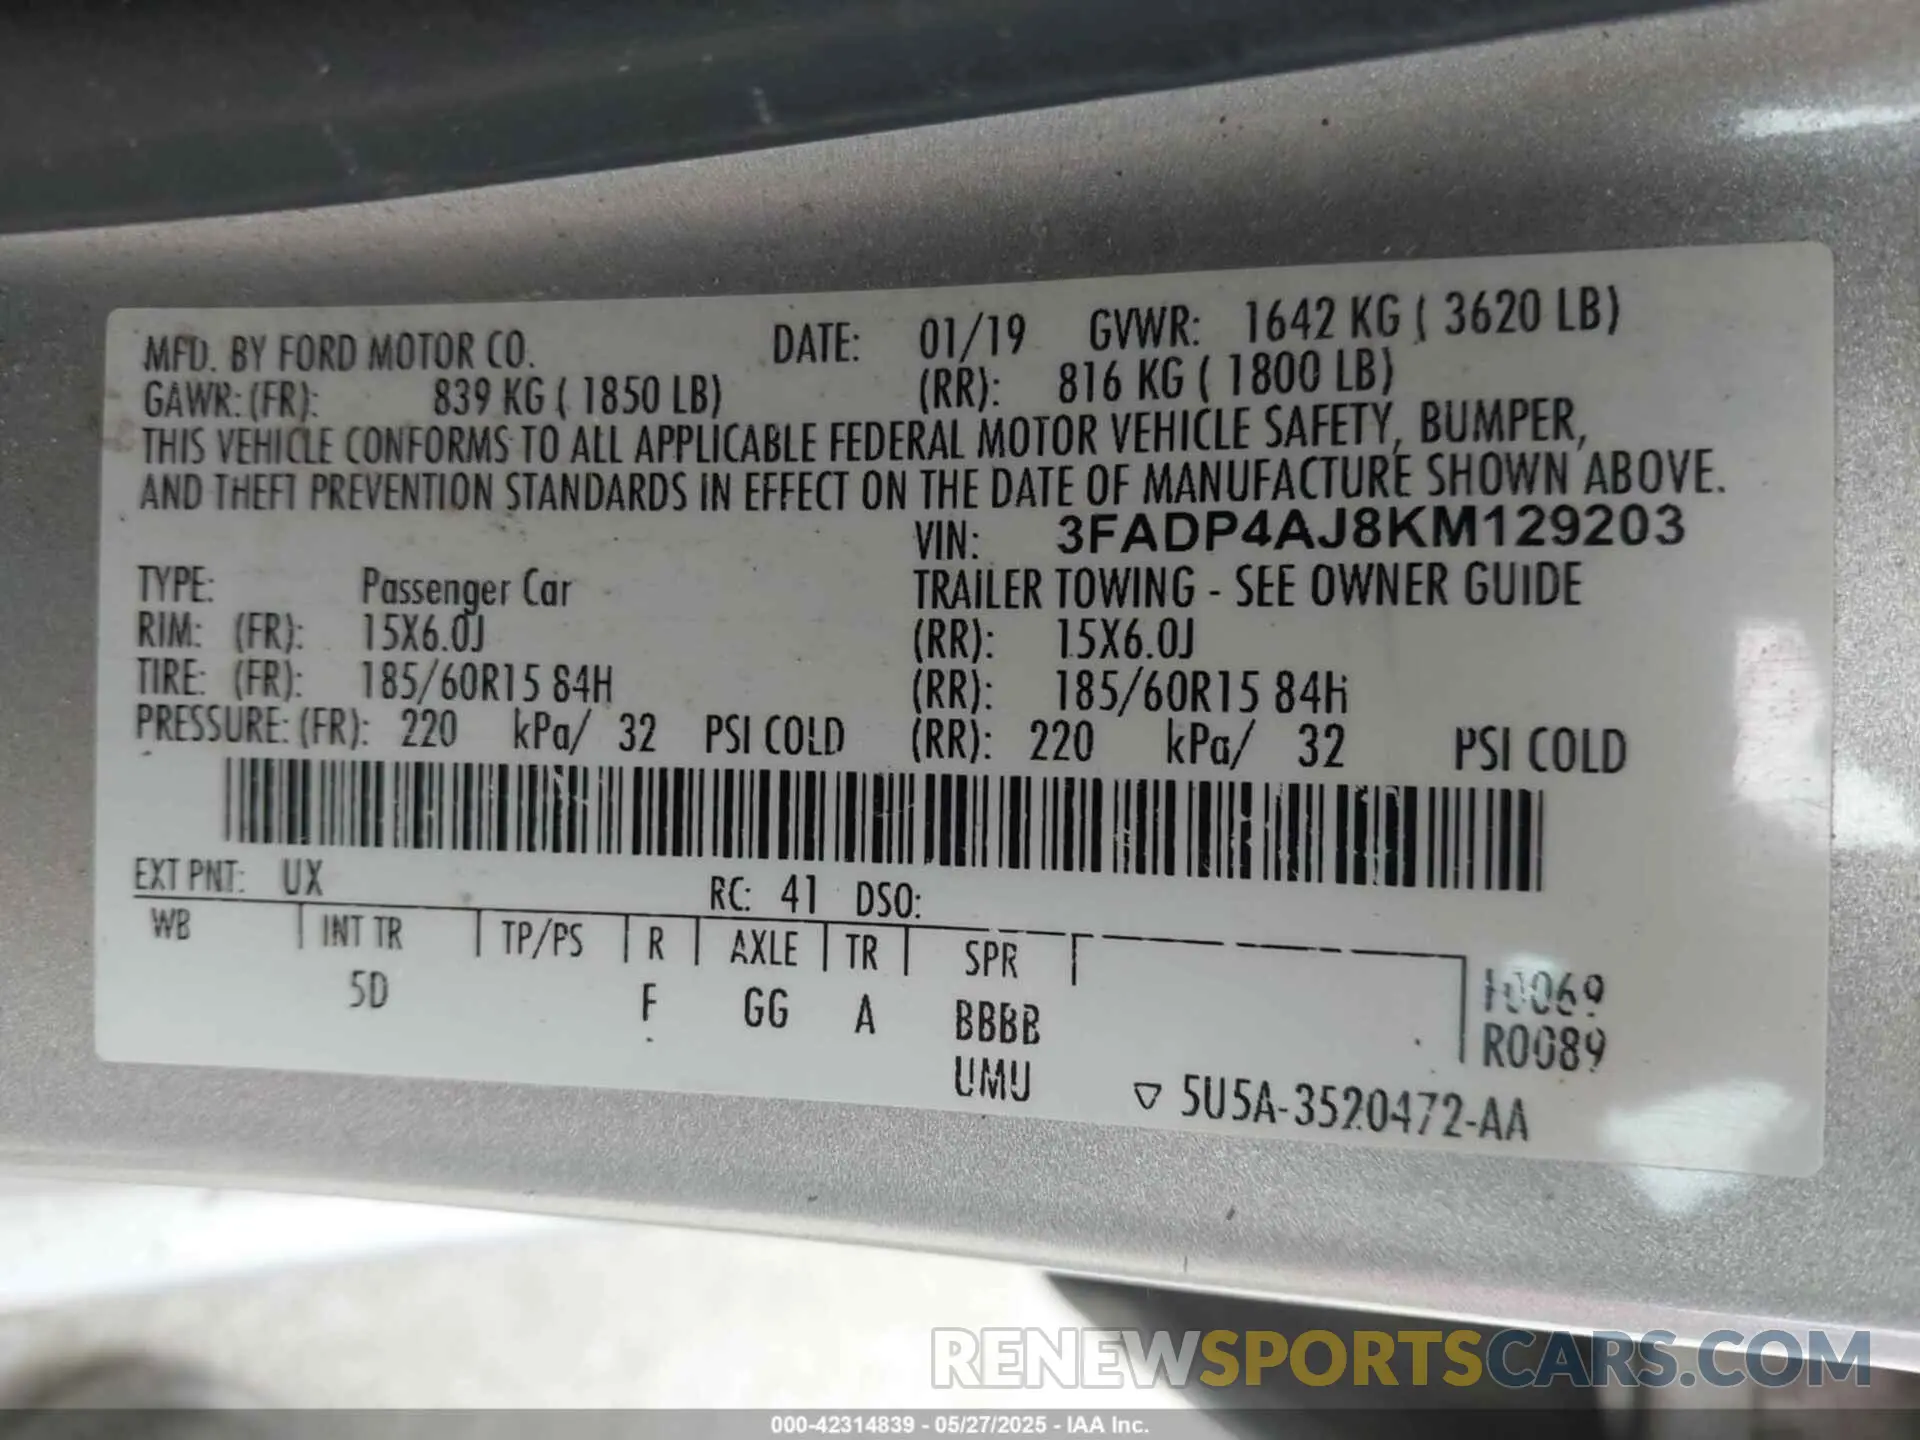 MFD. BY FORD MOTOR CO. DATE: 01/19 GVWR: 1642 KG ( 3620 LB)
GAWR: (FR): 839 KG ( 1850 LB) (RR): 816 KG ( 1800 LB)
THIS VEHICLE CONFORMS TO ALL APPLICABLE FEDERAL MOTOR VEHICLE SAFETY, BUMPER,
AND THEFT PREVENTION STANDARDS IN EFFECT ON THE DATE OF MANUFACTURE SHOWN ABOVE.
VIN: 3FADP4AJ8KM129203
TYPE: Passenger Car TRAILER TOWING - SEE OWNER GUIDE
RIM: (FR): 15X6.0J (RR): 15X6.0J
TIRE: (FR): 185/60R15 84H (RR): 185/60R15 84H
PRESSURE: (FR): 220 kPa/ 32 PSI COLD (RR): 220 kPa/ 32 PSI COLD
EXT PNT: UX RC: 41 DSO:
WB INT TR TP/PS R AXLE TR SPR
5D F GG A BBBB
UMU
R0089
▽ 5U5A-3520472-AA
RENEWSPORTSCARS.COM
000-42314839 - 05/27/2025 - IAA Inc.